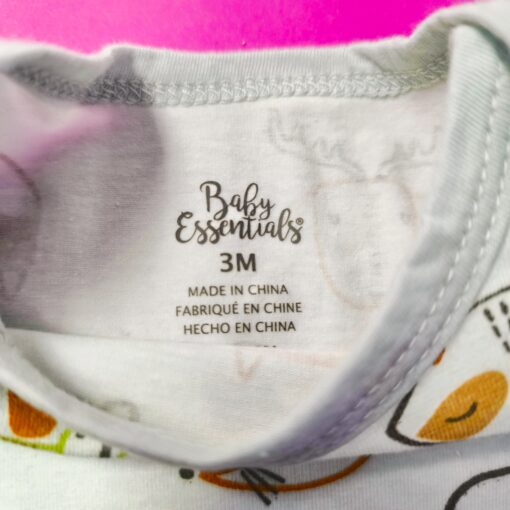 Baby
Essentials®
3M
MADE IN CHINA
FABRIQUÉ EN CHINE
HECHO EN CHINA